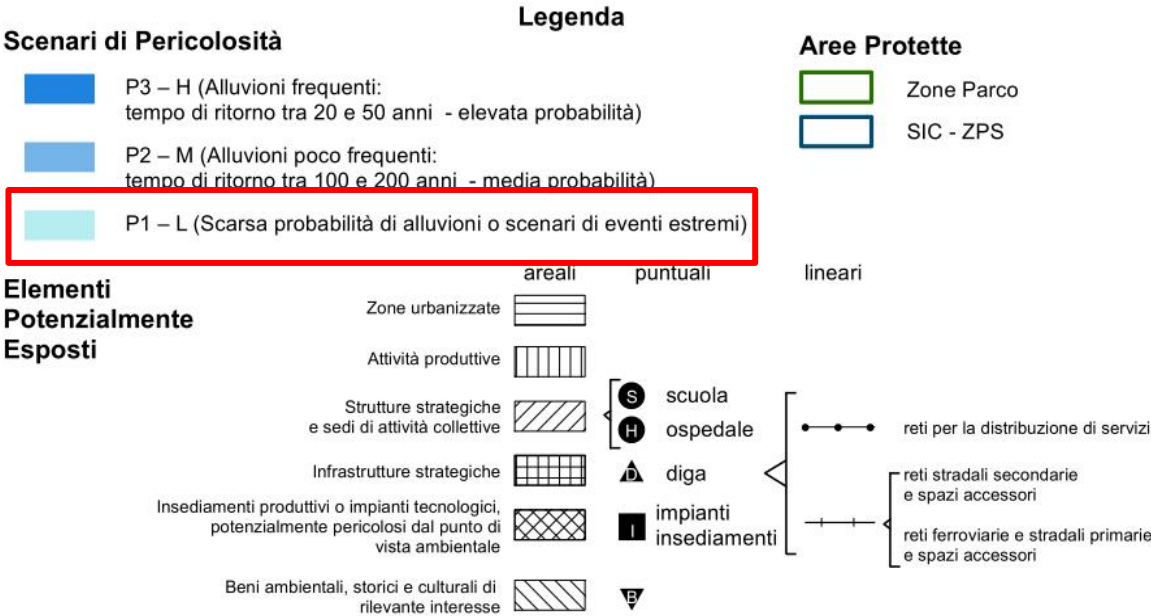 Legenda
Scenari di Pericolosità
P3 – H (Alluvioni frequenti:
tempo di ritorno tra 20 e 50 anni - elevata probabilità)
P2 – M (Alluvioni poco frequenti:
tempo di ritorno tra 100 e 200 anni - media probabilità)
P1 – L (Scarsa probabilità di alluvioni o scenari di eventi estremi)
Aree Protette
Zone Parco
SIC - ZPS
Elementi
Potenzialmente
Esposti
areali
puntuali
lineari
Zone urbanizzate
Attività produttive
Strutture strategiche
e sedi di attività collettive
Infrastrutture strategiche
Insediamenti produttivi o impianti tecnologici,
potenzialmente pericolosi dal punto di
vista ambientale
Beni ambientali, storici e culturali di
rilevante interesse
S scuola
H ospedale
D diga
I impianti
insediamenti
B
reti per la distribuzione di servizi
reti stradali secondarie
e spazi accessori
reti ferroviarie e stradali primarie
e spazi accessori